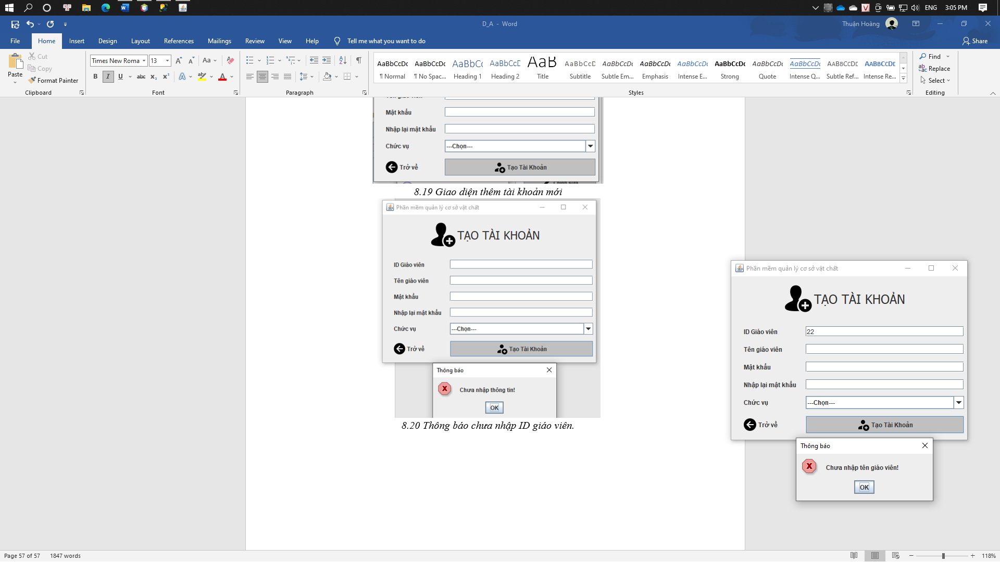 ENG 3:05 PM
D_A - Word
Thuận Hoàng
File Home Insert Design Layout References Mailings Review View Help Tell me what you want to do Share
Paste
Cut
Copy
Format Painter
Clipboard
Times New Roma 13
Font
Paragraph
AaBbCcDc AaBbCcDc AaBbCc AaBbCcD AaB AaBbCcD AaBbCcDc AaBbCcDc AaBbCcDc AaBbCcDc AaBbCcDc AaBbCcDc AABBCCDD AABBCCDE
¶ Normal ¶ No Spac... Heading 1 Heading 2 Title Subtitle Subtle Em... Emphasis Intense E... Strong Quote Intense Q... Subtle Ref... Intense Re...
Styles
Find
Replace
Select
Editing
Mật khẩu
Nhập lại mật khẩu
Chức vụ ---Chọn---
Trở về Tạo Tài Khoản
8.19 Giao diện thêm tài khoản mới
Phần mềm quản lý cơ sở vật chất
TẠO TÀI KHOẢN
ID Giáo viên
Tên giáo viên
Mật khẩu
Nhập lại mật khẩu
Chức vụ ---Chọn---
Trở về Tạo Tài Khoản
Thông báo
Chưa nhập thông tin!
OK
8.20 Thông báo chưa nhập ID giáo viên.
Phần mềm quản lý cơ sở vật chất
TẠO TÀI KHOẢN
ID Giáo viên 22
Tên giáo viên
Mật khẩu
Nhập lại mật khẩu
Chức vụ ---Chọn---
Trở về Tạo Tài Khoản
Thông báo
Chưa nhập tên giáo viên!
OK
Page 57 of 57 1847 words
118%